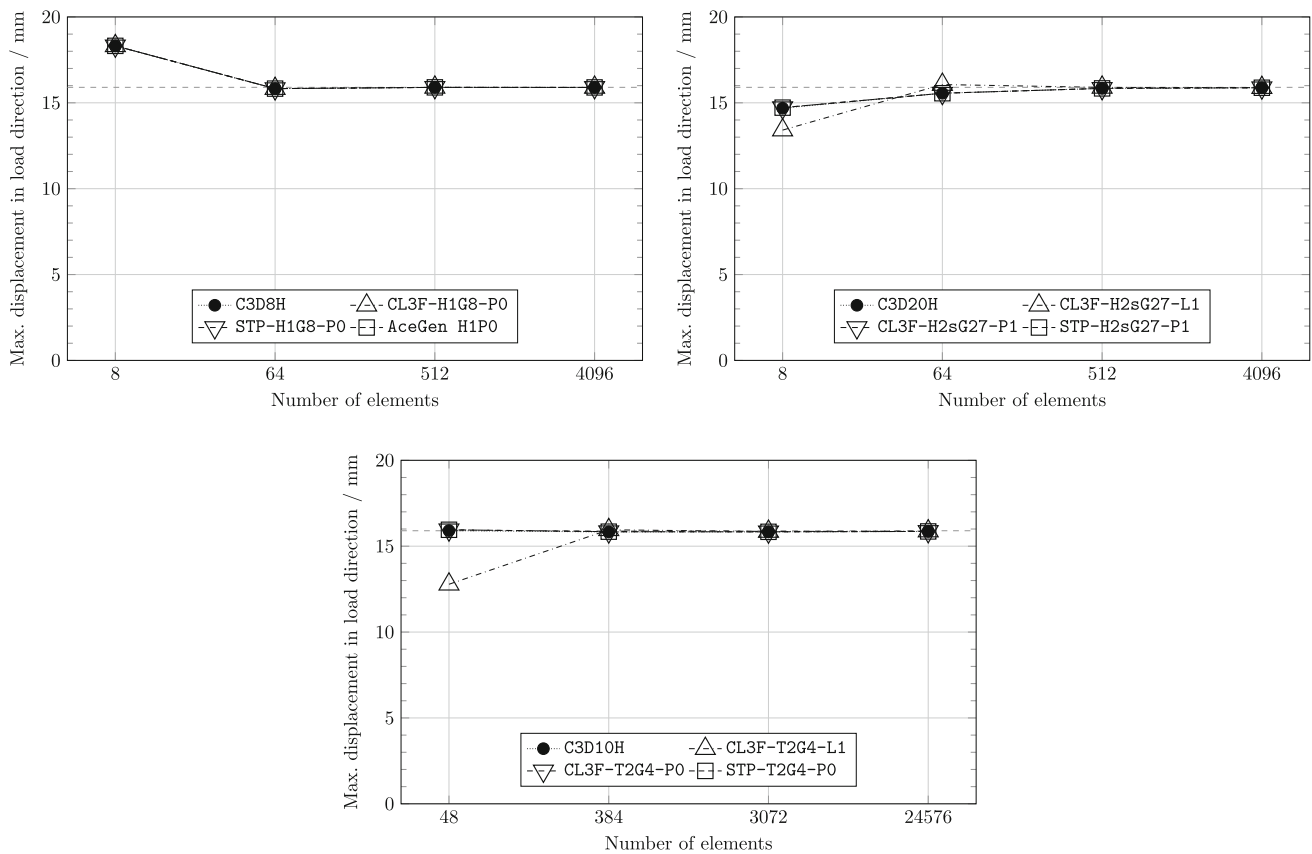 Max. displacement in load direction / mm
20
15
10
5
0
C3D8H CL3F-H1G8-P0
STP-H1G8-P0 AceGen H1P0
8 64 512 4096
Number of elements
Max. displacement in load direction / mm
20
15
10
5
0
C3D20H CL3F-H2sG27-L1
CL3F-H2sG27-P1 STP-H2sG27-P1
8 64 512 4096
Number of elements
Max. displacement in load direction / mm
20
15
10
5
0
C3D10H CL3F-T2G4-L1
CL3F-T2G4-P0 STP-T2G4-P0
48 384 3072 24576
Number of elements